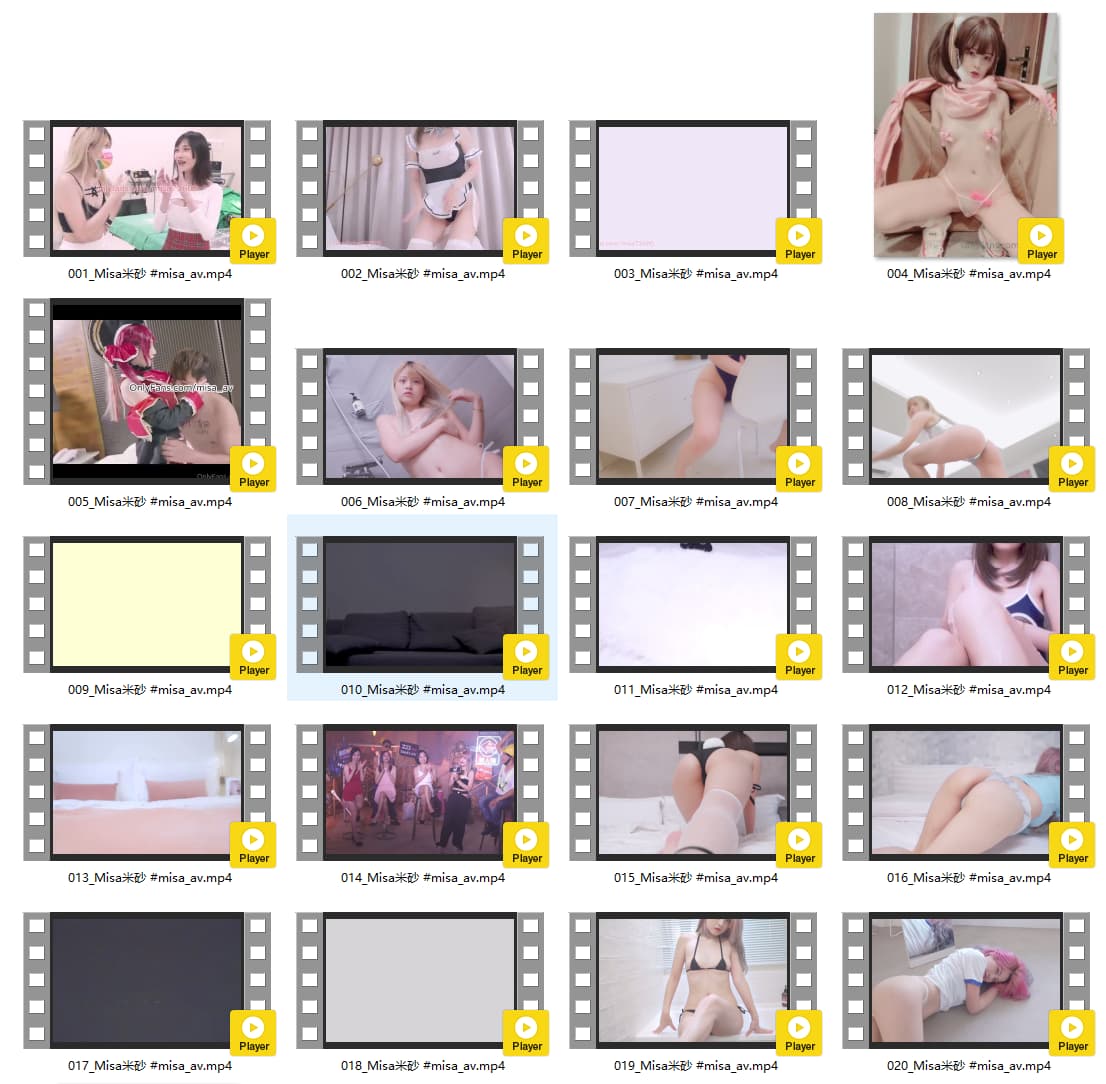 Player
001_Misa米砂 #misa_av.mp4
Player
002_Misa米砂 #misa_av.mp4
Player
003_Misa米砂 #misa_av.mp4
Player
004_Misa米砂 #misa_av.mp4
OnlyFans.com/misa_av
Player
005_Misa米砂 #misa_av.mp4
Player
006_Misa米砂 #misa_av.mp4
Player
007_Misa米砂 #misa_av.mp4
Player
008_Misa米砂 #misa_av.mp4
Player
009_Misa米砂 #misa_av.mp4
Player
010_Misa米砂 #misa_av.mp4
Player
011_Misa米砂 #misa_av.mp4
Player
012_Misa米砂 #misa_av.mp4
Player
013_Misa米砂 #misa_av.mp4
Player
014_Misa米砂 #misa_av.mp4
Player
015_Misa米砂 #misa_av.mp4
Player
016_Misa米砂 #misa_av.mp4
Player
017_Misa米砂 #misa_av.mp4
Player
018_Misa米砂 #misa_av.mp4
Player
019_Misa米砂 #misa_av.mp4
Player
020_Misa米砂 #misa_av.mp4